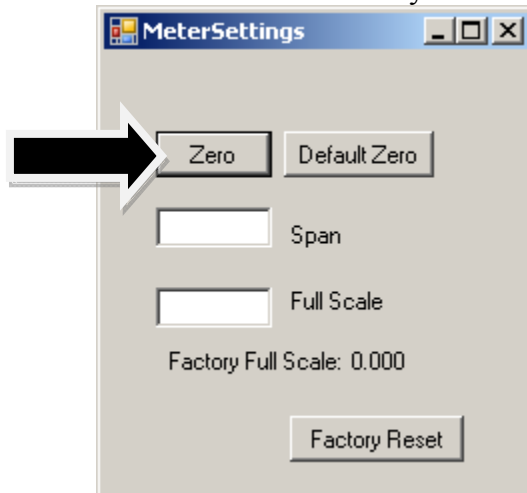 MeterSettings
Zero
Default Zero
Span
Full Scale
Factory Full Scale: 0.000
Factory Reset